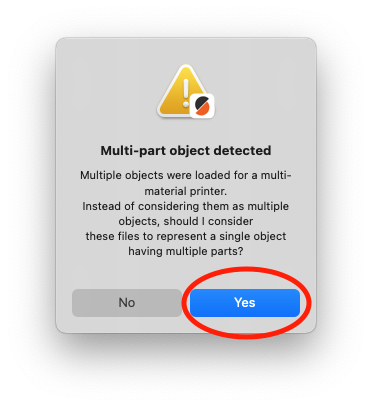 Multi-part object detected
Multiple objects were loaded for a multi-
material printer.
Instead of considering them as multiple
objects, should I consider
these files to represent a single object
having multiple parts?
No
Yes